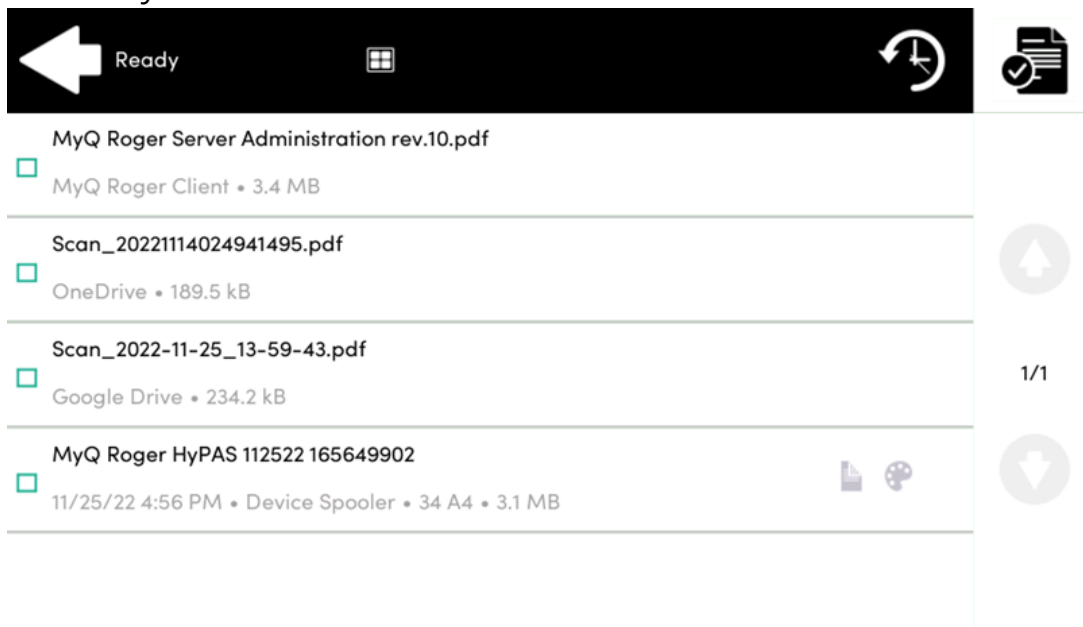 Ready
MyQ Roger Server Administration rev.10.pdf
MyQ Roger Client • 3.4 MB
Scan_20221114024941495.pdf
OneDrive • 189.5 kB
Scan_2022-11-25_13-59-43.pdf
Google Drive • 234.2 kB
1/1
MyQ Roger HyPAS 112522 165649902
11/25/22 4:56 PM • Device Spooler • 34 A4 • 3.1 MB